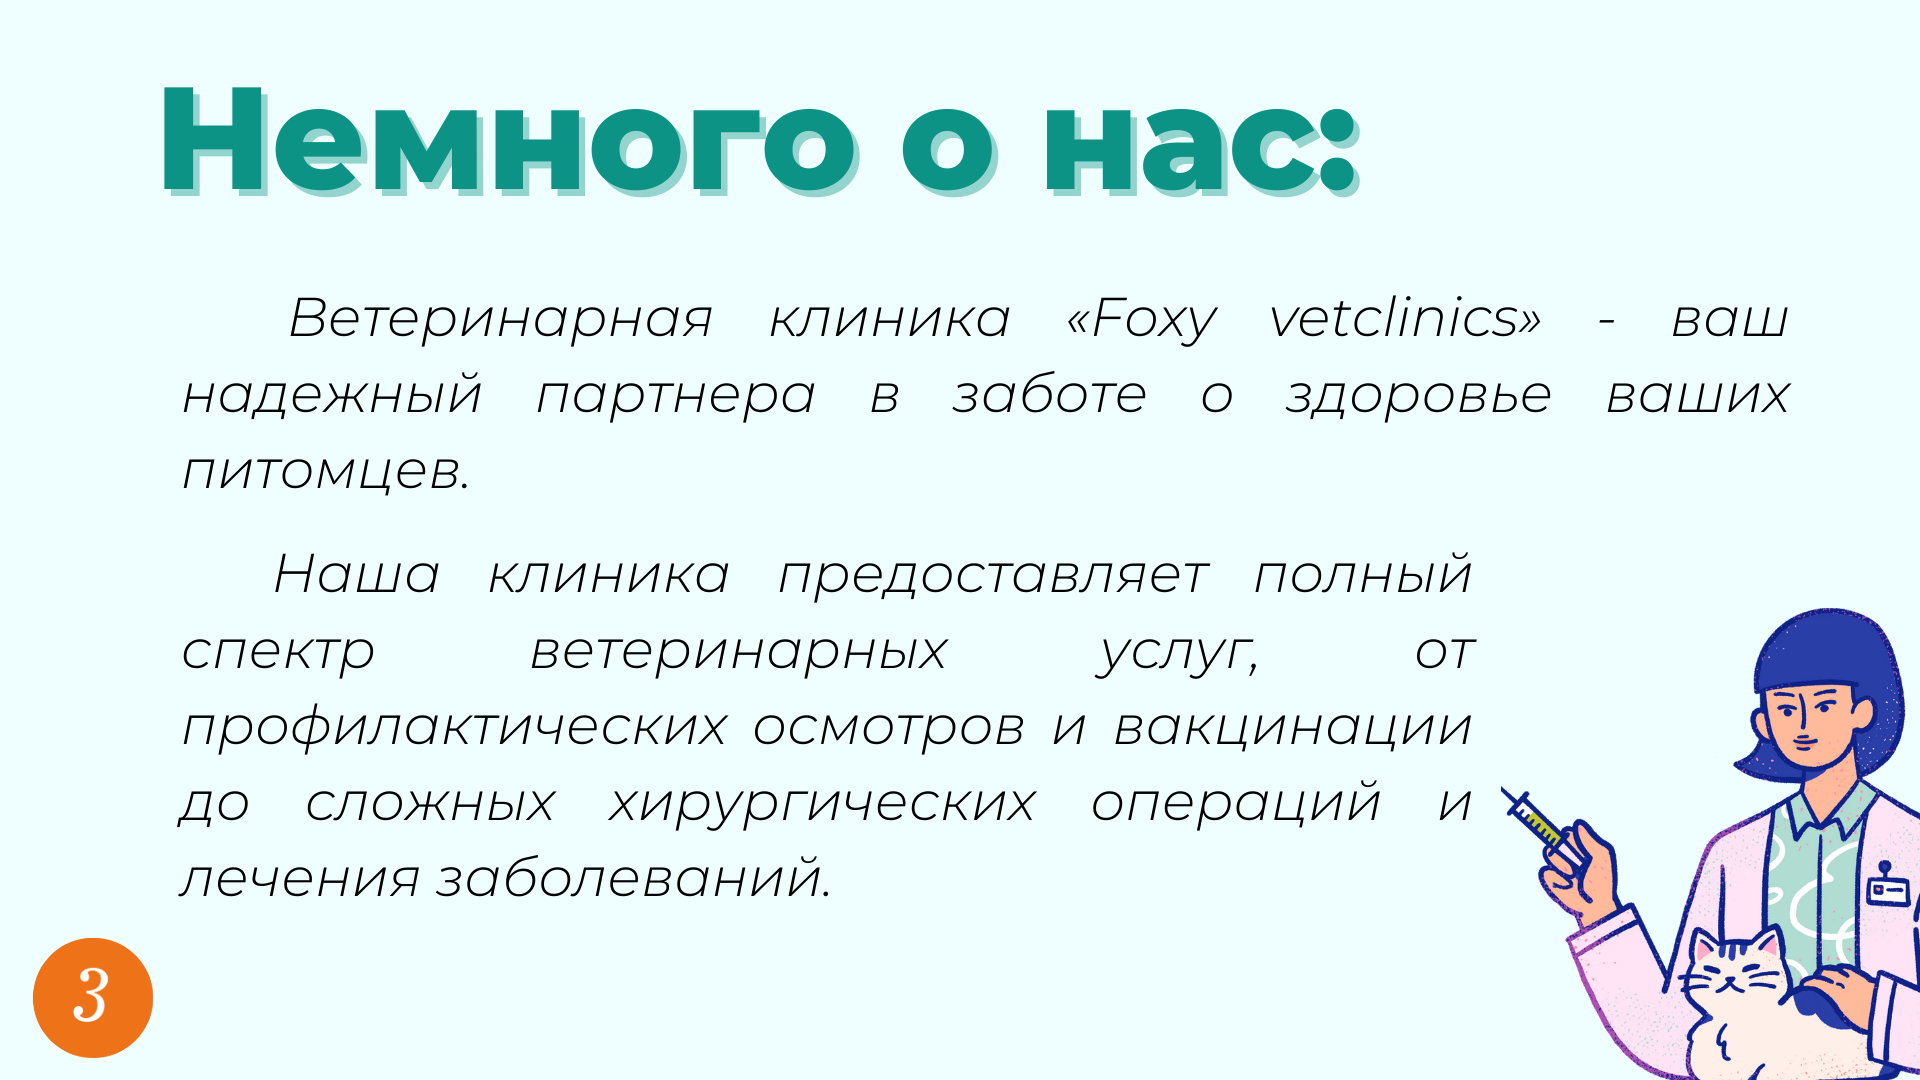 Немного о нас:
Ветеринарная клиника «Foxy vetclinics» - ваш
надежный партнера в заботе о здоровье ваших
питомцев.
Наша клиника предоставляет полный
спектр ветеринарных услуг, от
профилактических осмотров и вакцинации
до сложных хирургических операций и
лечения заболеваний.
3